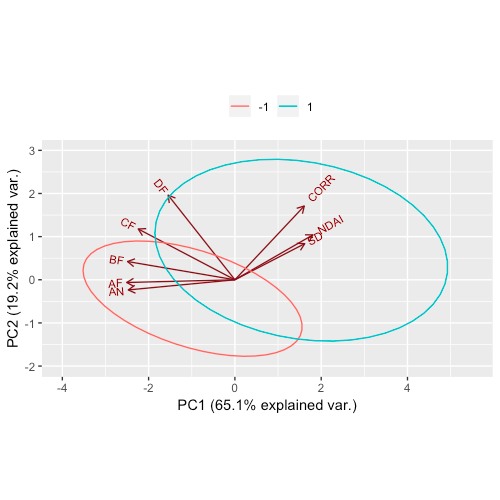 -1 1
3
2
1
0
-1
-2
PC2 (19.2% explained var.)
DF
CORR
CF
NDAI
SD
BF
AF
AN
-4 -2 0 2 4
PC1 (65.1% explained var.)